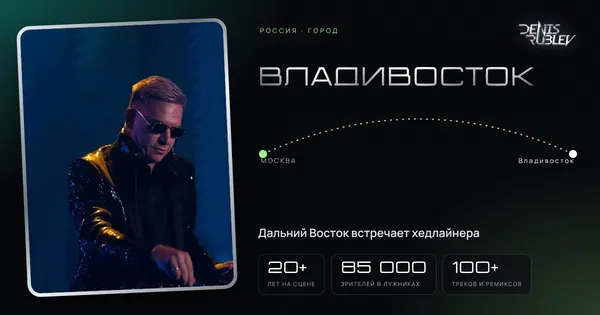 РОССИЯ · ГОРОД
DENIS
RUBLEV
ВЛАДИВОСТОК
МОСКВА
Владивосток
Дальний Восток встречает хедлайнера
20+
ЛЕТ НА СЦЕНЕ
85 000
ЗРИТЕЛЕЙ В ЛУЖНИКАХ
100+
ТРЕКОВ И РЕМИКСОВ